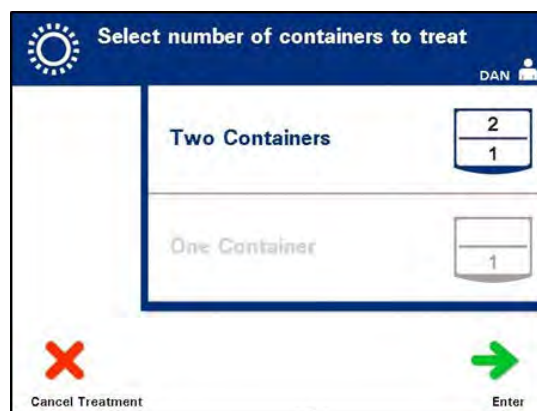 Select number of containers to treat
DAN
Two Containers
2
1
One Container
1
Cancel Treatment
Enter